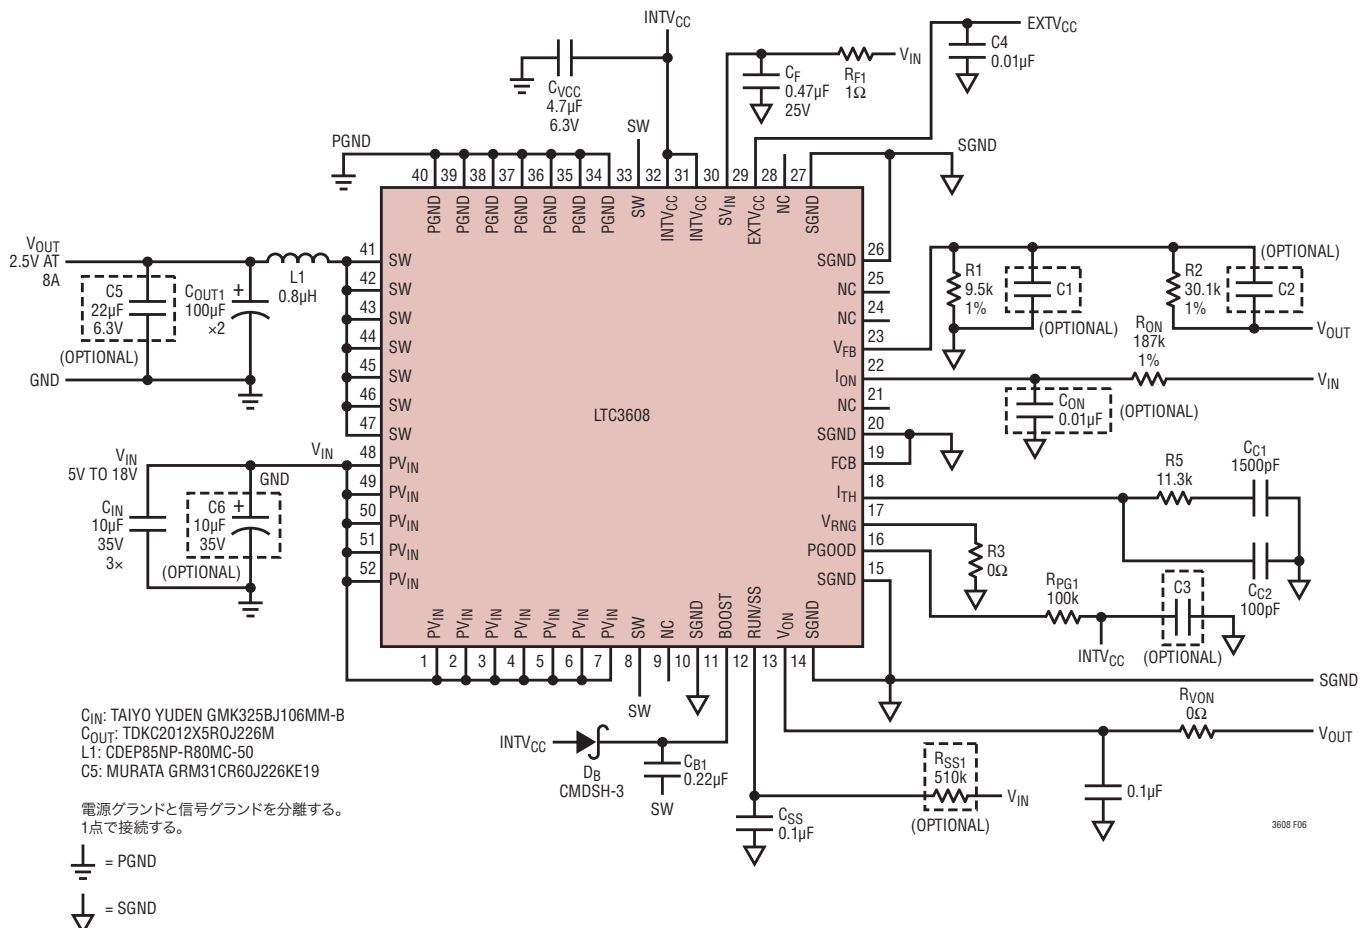 INTVCC
EXTVCC
C4
0.01µF
CVCC
4.7µF
6.3V
CF
0.47µF
25V
RF1
1Ω
VIN
SW
PGND
SGND
40 39 38 37 36 35 34 33 32 31 30 29 28 27
PGND PGND PGND PGND PGND PGND PGND SW INTVCC INTVCC SVIN EXTVCC NC SGND
VOUT
2.5V AT
8A
C5
22µF
6.3V
(OPTIONAL)
COUT1
100µF
×2
+
L1
0.8µH
GND
41 SW
42 SW
43 SW
44 SW
45 SW
46 SW
47 SW
48 PVIN
49 PVIN
50 PVIN
51 PVIN
52 PVIN
LTC3608
SGND 26
NC 25
NC 24
VFB 23
ION 22
NC 21
SGND 20
FCB 19
ITH 18
VRNG 17
PGOOD 16
SGND 15
R1
9.5k
1%
C1
(OPTIONAL)
(OPTIONAL)
R2
30.1k
1%
(OPTIONAL)
C2
VOUT
RON
187k
1%
VIN
CON
0.01µF
(OPTIONAL)
R5
11.3k
CC1
1500pF
CC2
100pF
R3
0Ω
RPG1
100k
INTVCC
C3
(OPTIONAL)
VIN
5V TO 18V
VIN
GND
CIN
10µF
35V
3×
C6
10µF
35V
+
(OPTIONAL)
PVIN PVIN PVIN PVIN PVIN PVIN PVIN SW NC SGND BOOST RUN/SS VON SGND
1 2 3 4 5 6 7 8 9 10 11 12 13 14
SW
SGND
INTVCC
DB
CMDSH-3
CB1
0.22µF
SW
RSS1
510k
(OPTIONAL)
VIN
CSS
0.1µF
RVON
0Ω
VOUT
0.1µF
3608 F06
CIN: TAIYO YUDEN GMK325BJ106MM-B
COUT: TDKC2012X5ROJ226M
L1: CDEP85NP-R80MC-50
C5: MURATA GRM31CR60J226KE19
電源グランドと信号グランドを分離する。
1点で接続する。
= PGND
= SGND